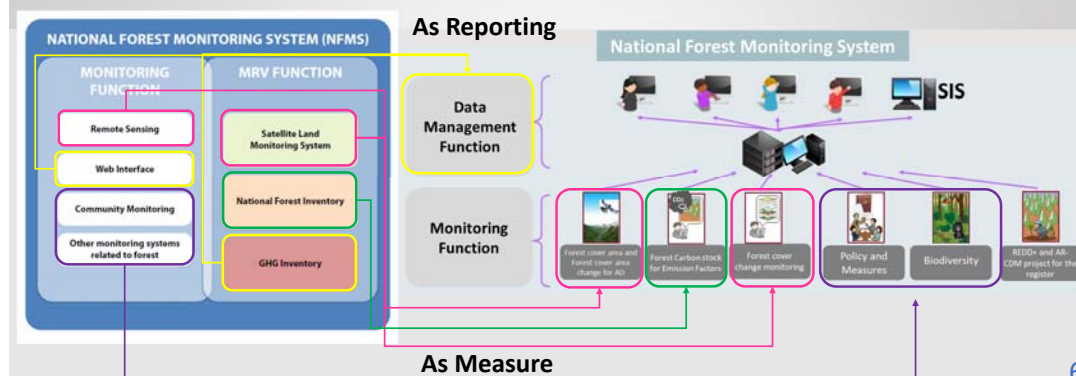 As Reporting
NATIONAL FOREST MONITORING SYSTEM (NFMS)
MONITORING
FUNCTION
Remote Sensing
Web Interface
Community Monitoring
Other monitoring systems
related to forest
MRV FUNCTION
Satellite Land
Monitoring System
National Forest Inventory
GHG Inventory
National Forest Monitoring System
Data
Management
Function
SIS
Monitoring
Function
Forest cover area and
Forest cover area
change for AD
CO2
Forest Carbon stock
for Emission Factors
Forest cover
change monitoring
Policy and
Measures
Biodiversity
REDD+ and AR-
CDM project for the
register
As Measure
6